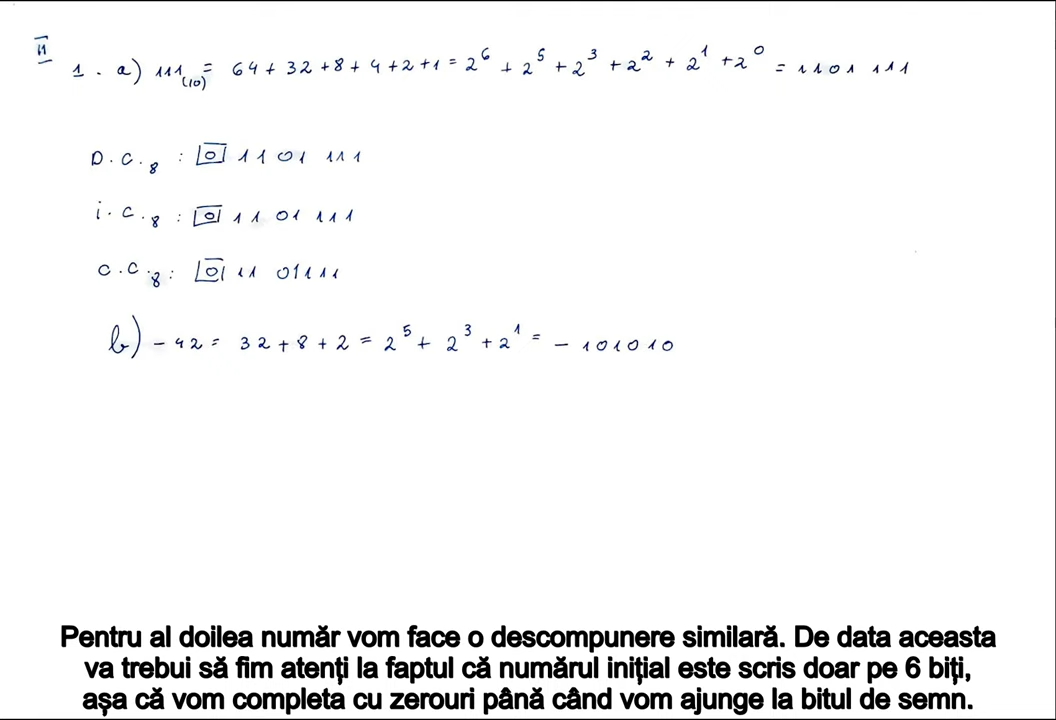 II
1. a) 111(10) = 64 + 32 + 8 + 4 + 2 + 1 = 2^6 + 2^5 + 2^3 + 2^2 + 2^1 + 2^0 = 1101 111
D.C.8 : 0 1101 111
i.C.8 : 0 11 01 111
C.C.8 : 0 11 01111
b) - 42 = 32 + 8 + 2 = 2^5 + 2^3 + 2^1 = - 101010
Pentru al doilea număr vom face o descompunere similară. De data aceasta
va trebui să fim atenți la faptul că numărul inițial este scris doar pe 6 biți,
așa că vom completa cu zerouri până când vom ajunge la bitul de semn.